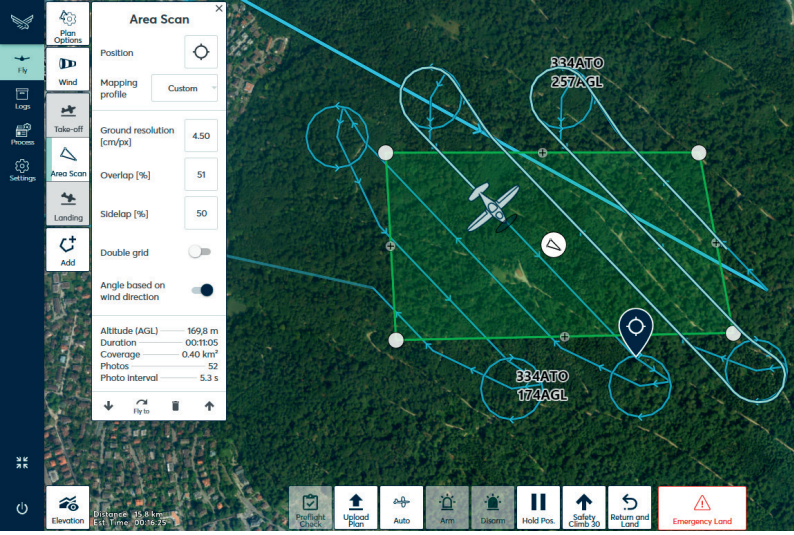 Fly
Logs
Process
Settings
Plan
Options
Wind
Take-off
Area Scan
Landing
Add
Elevation
×
Area Scan
Position
Mapping
profile
Custom
Ground resolution
[cm/px]
4.50
Overlap [%]
51
Sidelap [%]
50
Double grid
Angle based on
wind direction
Altitude (AGL) 169,8 m
Duration 00:11:05
Coverage 0.40 km²
Photos 52
Photo Interval 5.3 s
Fly to
334ATO
257AGL
334ATO
174AGL
Distance: 15.8 km
Est. Time: 00:16:25
Preflight
Check
Upload
Plan
Auto
Arm
Disarm
Hold Pos.
Safety
Climb 30
Return and
Land
Emergency Land